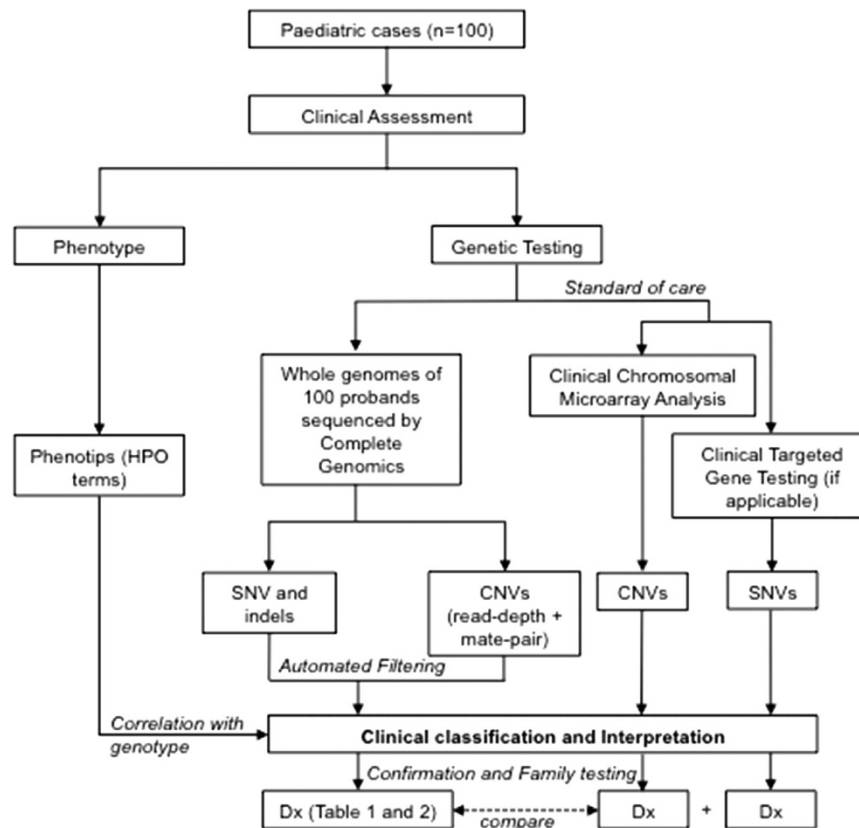 Paediatric cases (n=100)
Clinical Assessment
Phenotype
Genetic Testing
Standard of care
Whole genomes of
100 probands
sequenced by
Complete
Genomics
Clinical Chromosomal
Microarray Analysis
Phenotips (HPO
terms)
Clinical Targeted
Gene Testing (if
applicable)
SNV and
indels
CNVs
(read-depth +
mate-pair)
CNVs
SNVs
Automated Filtering
Correlation with
genotype
Clinical classification and Interpretation
Confirmation and Family testing
Dx (Table 1 and 2)
compare
Dx
+
Dx